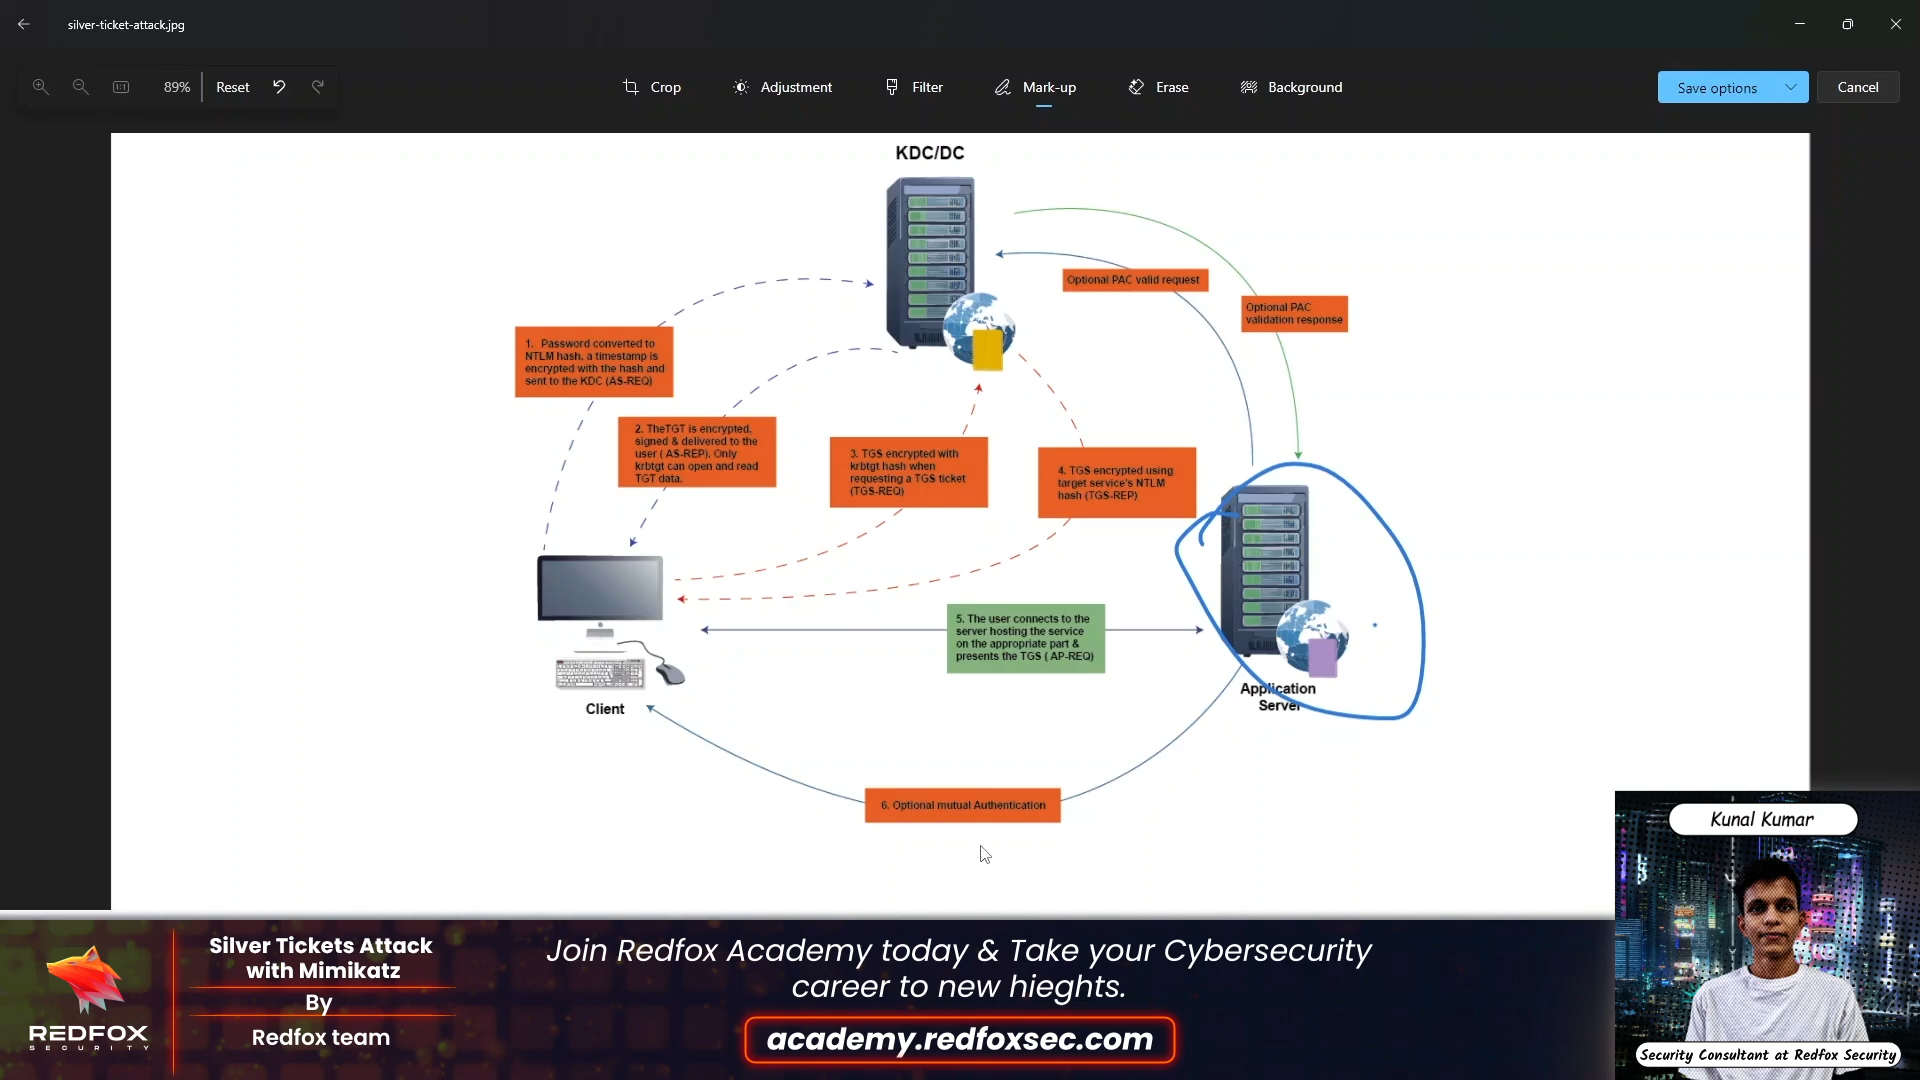 silver-ticket-attack.jpg
89%
Reset
Crop
Adjustment
Filter
Mark-up
Erase
Background
Save options
Cancel
KDC/DC
Optional PAC valid request
Optional PAC
validation response
1. Password converted to
NTLM hash, a timestamp is
encrypted with the hash and
sent to the KDC (AS-REQ)
2. TheTGT is encrypted,
signed & delivered to the
user ( AS-REP). Only
krbtgt can open and read
TGT data.
3. TGS encrypted with
krbtgt hash when
requesting a TGS ticket
(TGS-REQ)
4. TGS encrypted using
target service's NTLM
hash (TGS-REP)
5. The user connects to the
server hosting the service
on the appropriate part &
presents the TGS ( AP-REQ)
Client
Application
Server
6. Optional mutual Authentication
Kunal Kumar
Security Consultant at Redfox Security
REDFOX
SECURITY
Silver Tickets Attack
with Mimikatz
By
Redfox team
Join Redfox Academy today & Take your Cybersecurity
career to new hieghts.
academy.redfoxsec.com